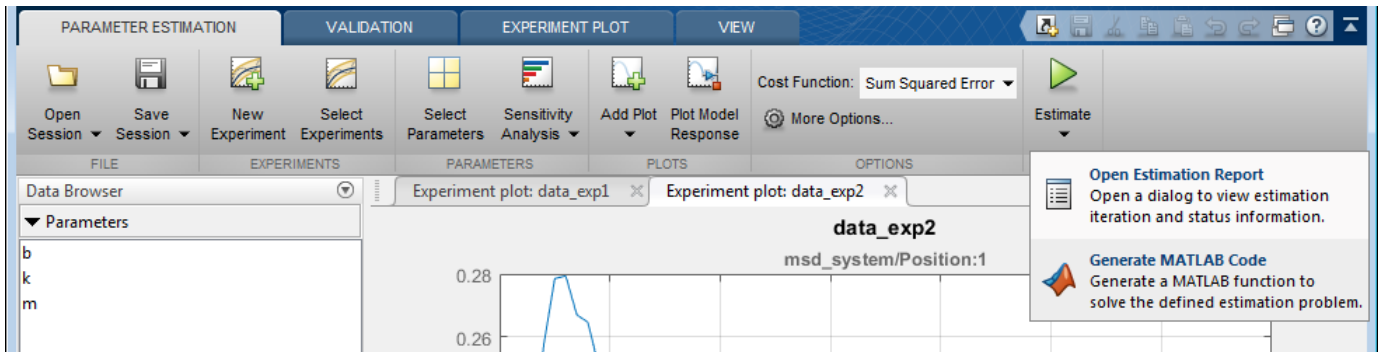 PARAMETER ESTIMATION VALIDATION EXPERIMENT PLOT VIEW
Open Save New Select Select Sensitivity Add Plot Plot Model Cost Function: Sum Squared Error Estimate
Session Session Experiment Experiments Parameters Analysis Response More Options...
FILE EXPERIMENTS PARAMETERS PLOTS OPTIONS
Data Browser Experiment plot: data_exp1 Experiment plot: data_exp2
Parameters
b
k
m
data_exp2
msd_system/Position:1
0.28
0.26
Open Estimation Report
Open a dialog to view estimation
iteration and status information.
Generate MATLAB Code
Generate a MATLAB function to
solve the defined estimation problem.